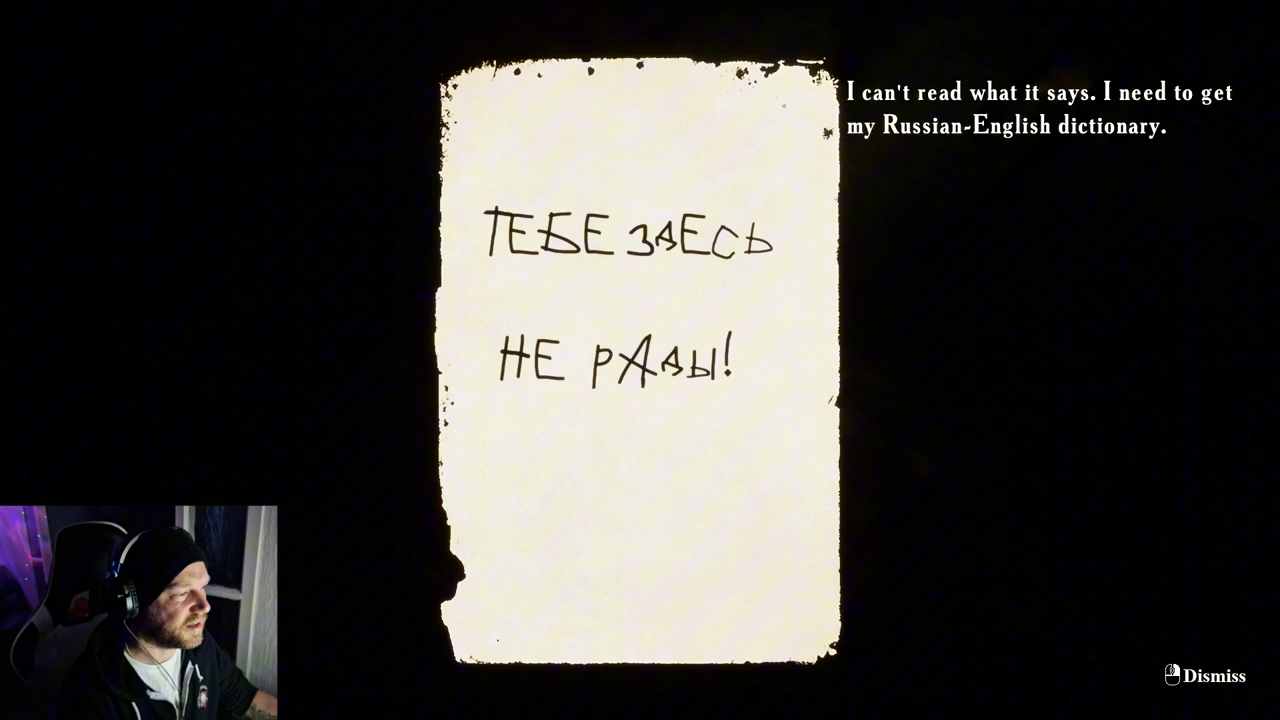 ТЕБЕ ЗДЕСЬ
НЕ РАДЫ!
I can't read what it says. I need to get
my Russian-English dictionary.
Dismiss